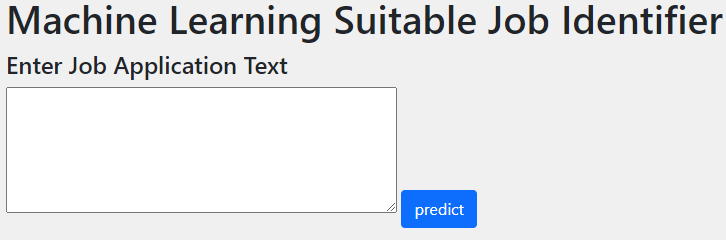 Machine Learning Suitable Job Identifier
Enter Job Application Text
predict